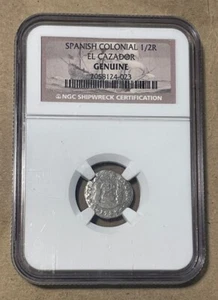 SPANISH COLONIAL 1/2R
EL CAZADOR
GENUINE
2058124-023
NGC SHIPWRECK CERTIFICATION